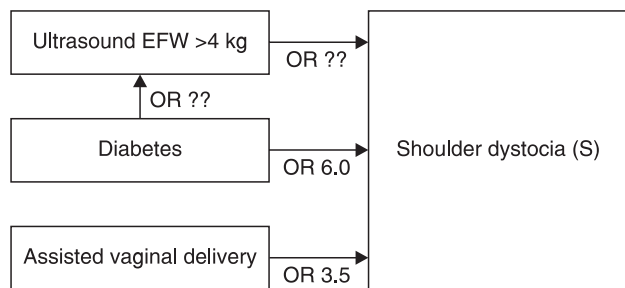 Ultrasound EFW >4 kg
OR ??
OR ??
Diabetes
OR 6.0
Shoulder dystocia (S)
Assisted vaginal delivery
OR 3.5